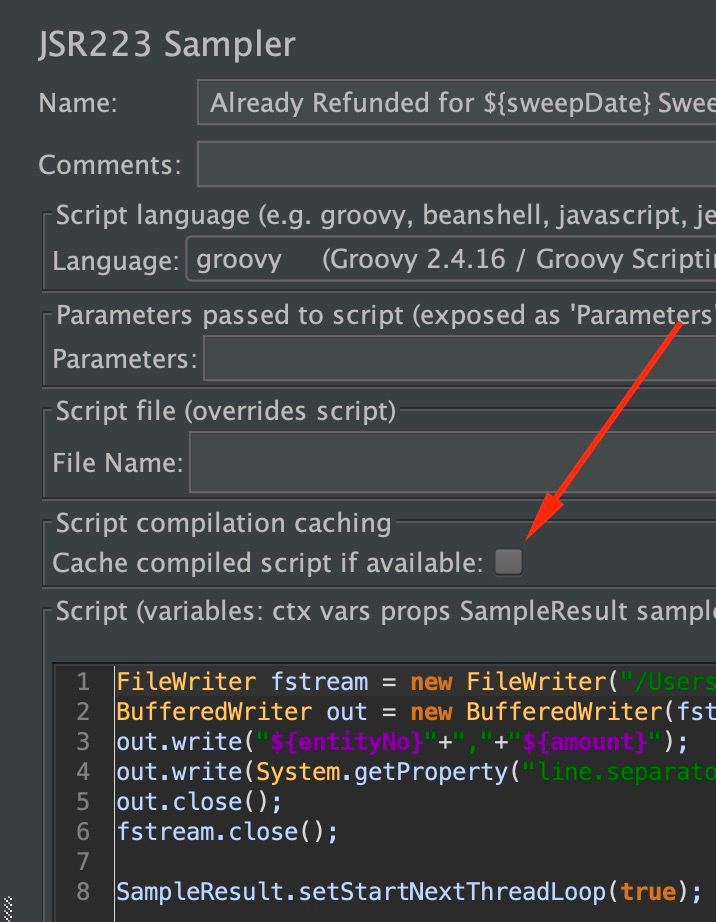 JSR223 Sampler
Name: Already Refunded for ${sweepDate} Swee
Comments:
Script language (e.g. groovy, beanshell, javascript, je
Language: groovy (Groovy 2.4.16 / Groovy Scriptin
Parameters passed to script (exposed as 'Parameters'
Parameters:
Script file (overrides script)
File Name:
Script compilation caching
Cache compiled script if available:
Script (variables: ctx vars props SampleResult sample
1 FileWriter fstream = new FileWriter("/Users
2 BufferedWriter out = new BufferedWriter(fst
3 out.write("${entityNo}"+","+"${amount}");
4 out.write(System.getProperty("line.separato
5 out.close();
6 fstream.close();
7
8 SampleResult.setStartNextThreadLoop(true);